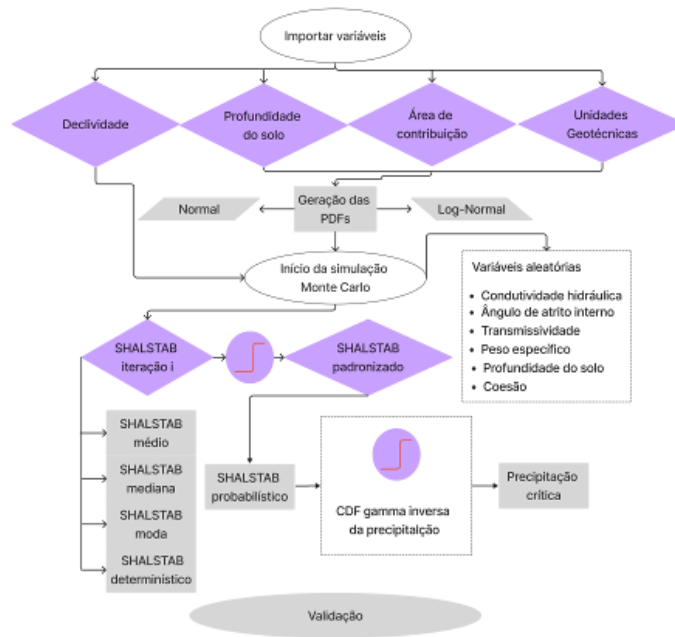 Importar variáveis
Declividade
Profundidade
do solo
Área de
contribuição
Unidades
Geotécnicas
Normal
Geração das
PDFs
Log-Normal
Início da simulação
Monte Carlo
Variáveis aleatórias
Condutividade hidráulica
Ângulo de atrito interno
Transmissividade
Peso específico
Profundidade do solo
Coesão
SHALSTAB
iteração i
SHALSTAB
padronizado
SHALSTAB
médio
SHALSTAB
mediana
SHALSTAB
moda
SHALSTAB
determinístico
SHALSTAB
probabilístico
CDF gamma inversa
da precipitalção
Precipitação
crítica
Validação